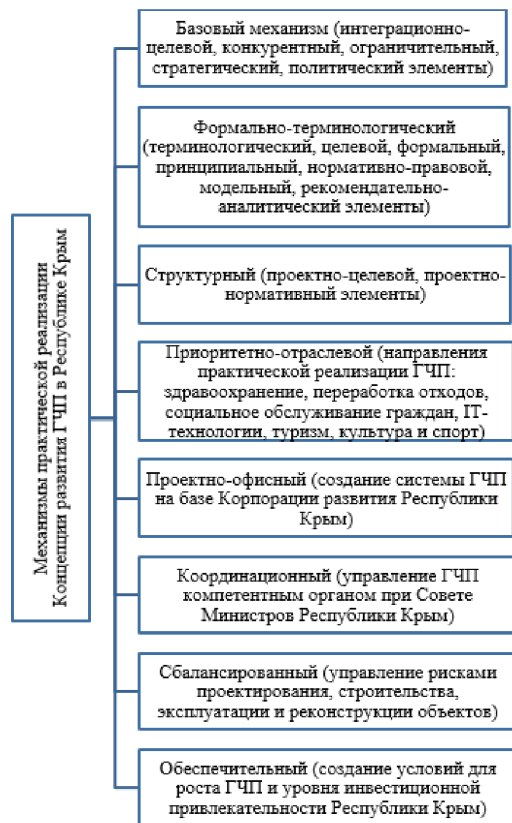 Механизмы практической реализации
Концепции развития ГЧП в Республике Крым
Базовый механизм (интеграционно-
целевой, конкурентный, ограничительный,
стратегический, политический элементы)
Формально-терминологический
(терминологический, целевой, формальный,
принципиальный, нормативно-правовой,
модельный, рекомендательно-
аналитический элементы)
Структурный (проектно-целевой, проектно-
нормативный элементы)
Приоритетно-отраслевой (направления
практической реализации ГЧП:
здравоохранение, переработка отходов,
социальное обслуживание граждан, IT-
технологии, туризм, культура и спорт)
Проектно-офисный (создание системы ГЧП
на базе Корпорации развития Республики
Крым)
Координационный (управление ГЧП
компетентным органом при Совете
Министров Республики Крым)
Сбалансированный (управление рисками
проектирования, строительства,
эксплуатации и реконструкции объектов)
Обеспечительный (создание условий для
роста ГЧП и уровня инвестиционной
привлекательности Республики Крым)